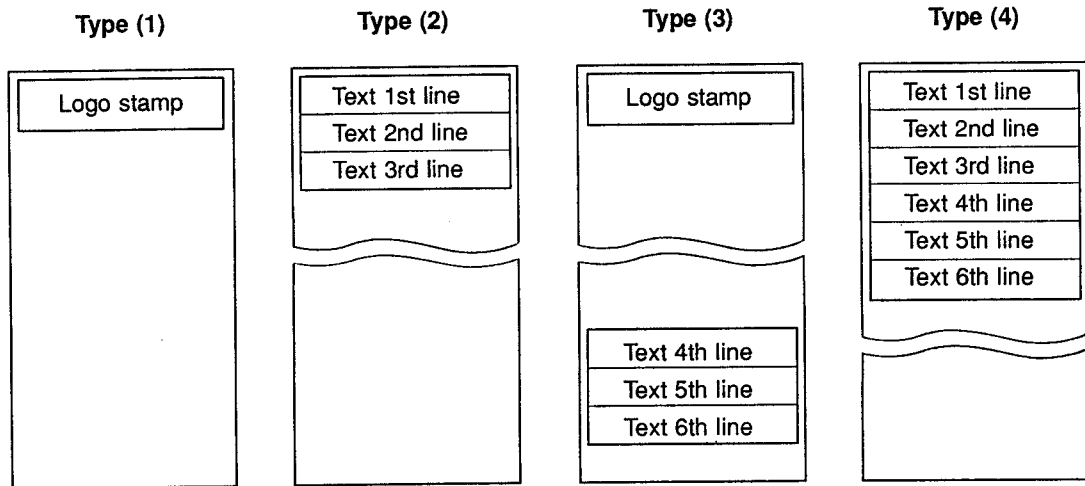 Type (1)
Logo stamp
Type (2)
Text 1st line
Text 2nd line
Text 3rd line
Type (3)
Logo stamp
Text 4th line
Text 5th line
Text 6th line
Type (4)
Text 1st line
Text 2nd line
Text 3rd line
Text 4th line
Text 5th line
Text 6th line